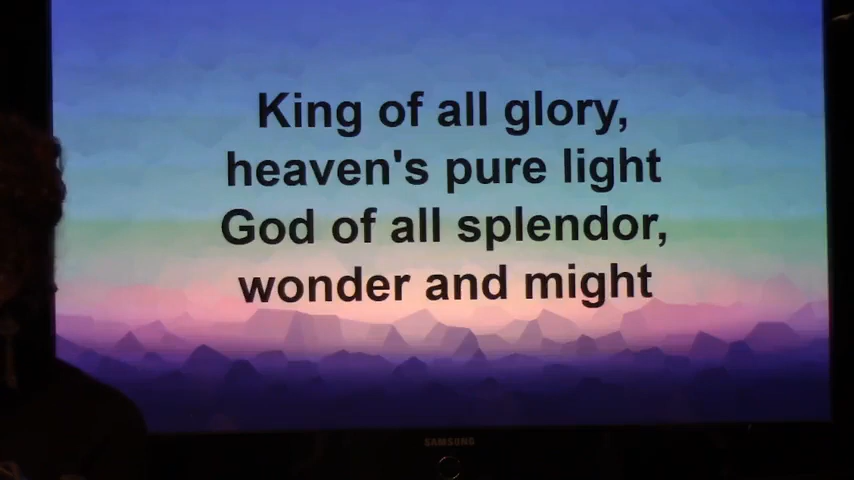 King of all glory,
heaven's pure light
God of all splendor,
wonder and might
SAMSUNG